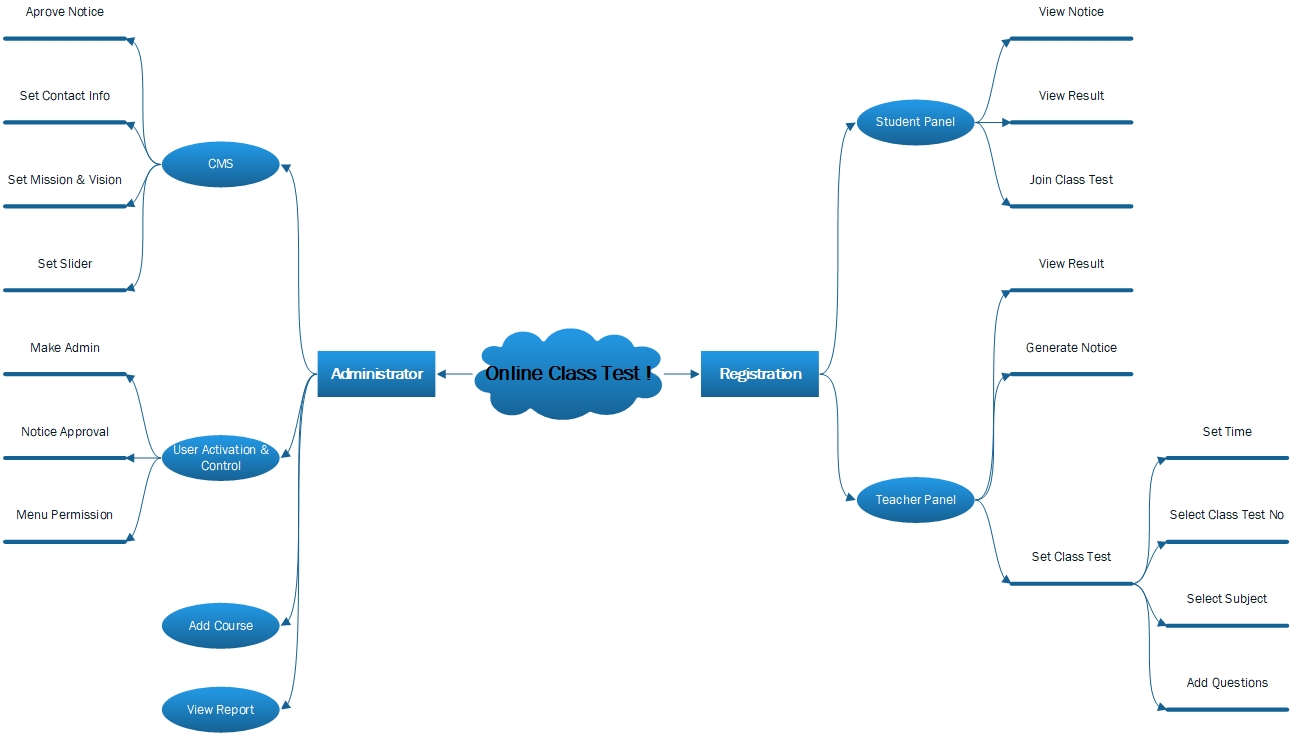 Aprove Notice
Set Contact Info
CMS
Set Mission & Vision
Set Slider
Make Admin
Notice Approval
User Activation &
Control
Menu Permission
Add Course
View Report
Administrator
Online Class Test !
Registration
Student Panel
View Notice
View Result
Join Class Test
View Result
Generate Notice
Teacher Panel
Set Class Test
Set Time
Select Class Test No
Select Subject
Add Questions